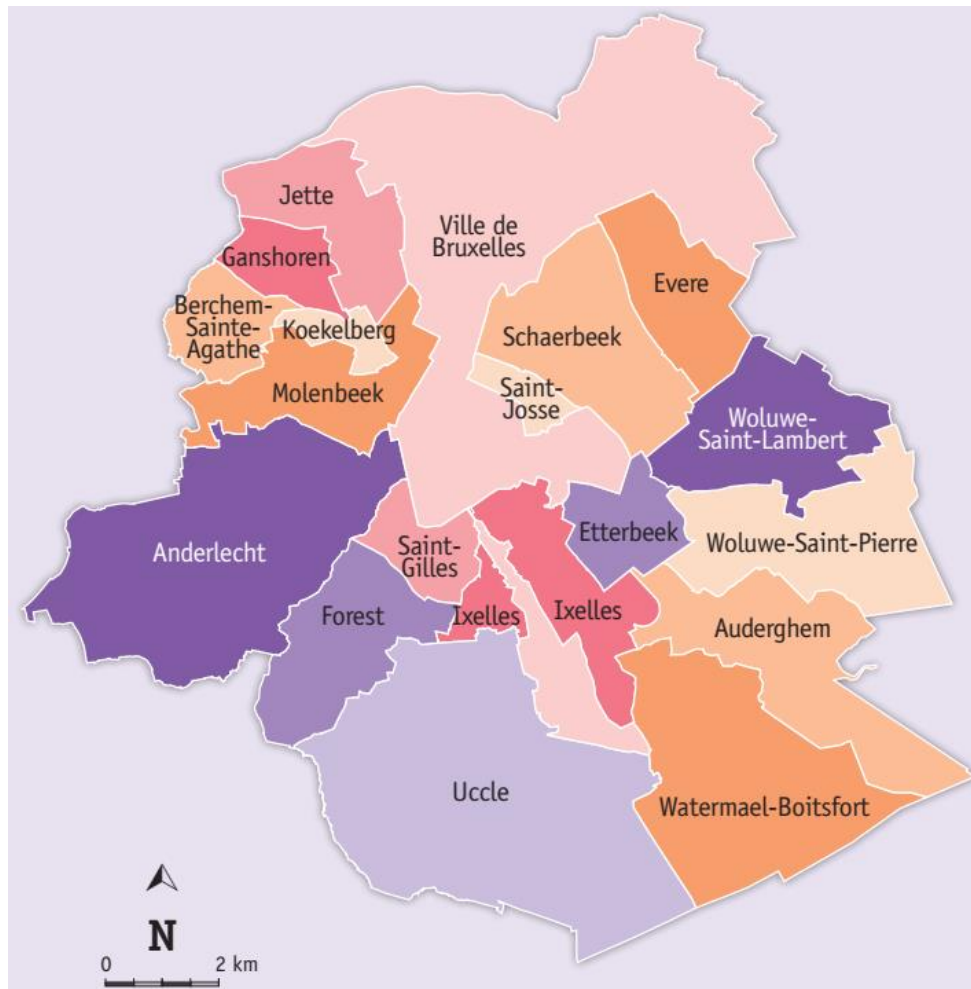 Jette
Ville de
Bruxelles
Ganshoren
Evere
Berchem-
Sainte-
Agathe
Koekelberg
Schaerbeek
Molenbeek
Saint-
Josse
Woluwe-
Saint-Lambert
Anderlecht
Saint-
Gilles
Etterbeek
Woluwe-Saint-Pierre
Forest
Ixelles
Ixelles
Auderghem
Uccle
Watermael-Boitsfort
N
0 2 km